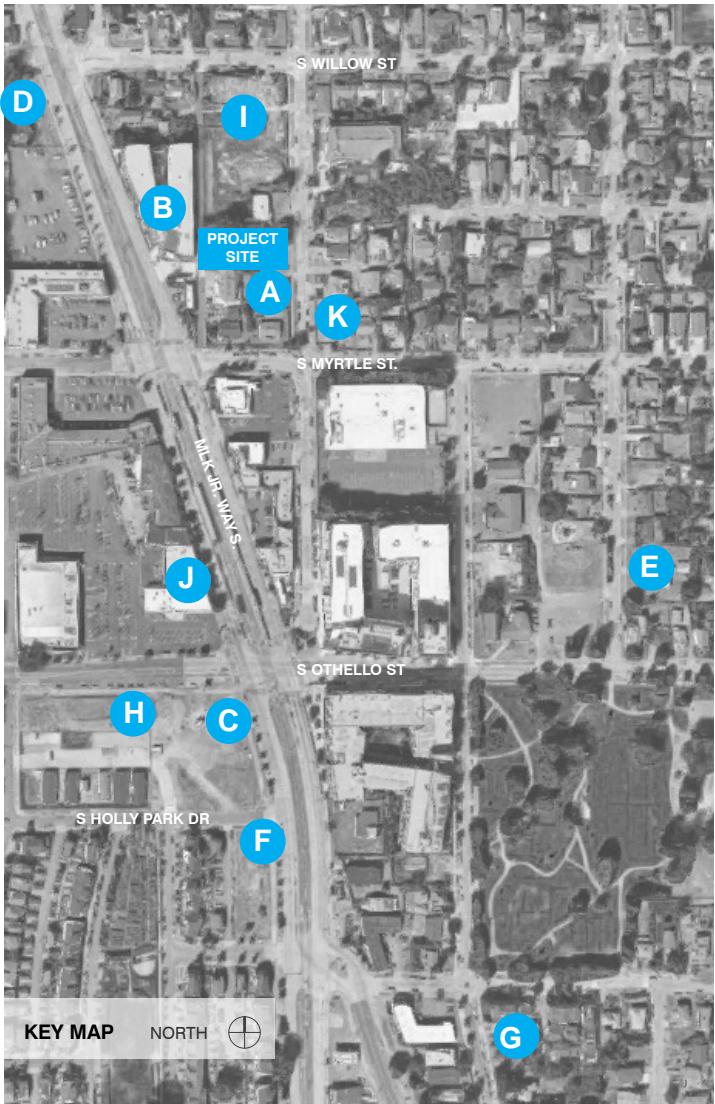 S WILLOW ST
D
I
B
PROJECT
SITE
A
K
S MYRTLE ST.
MLK JR. WAY S.
E
J
S OTHELLO ST
H
C
S HOLLY PARK DR
F
KEY MAP NORTH
G